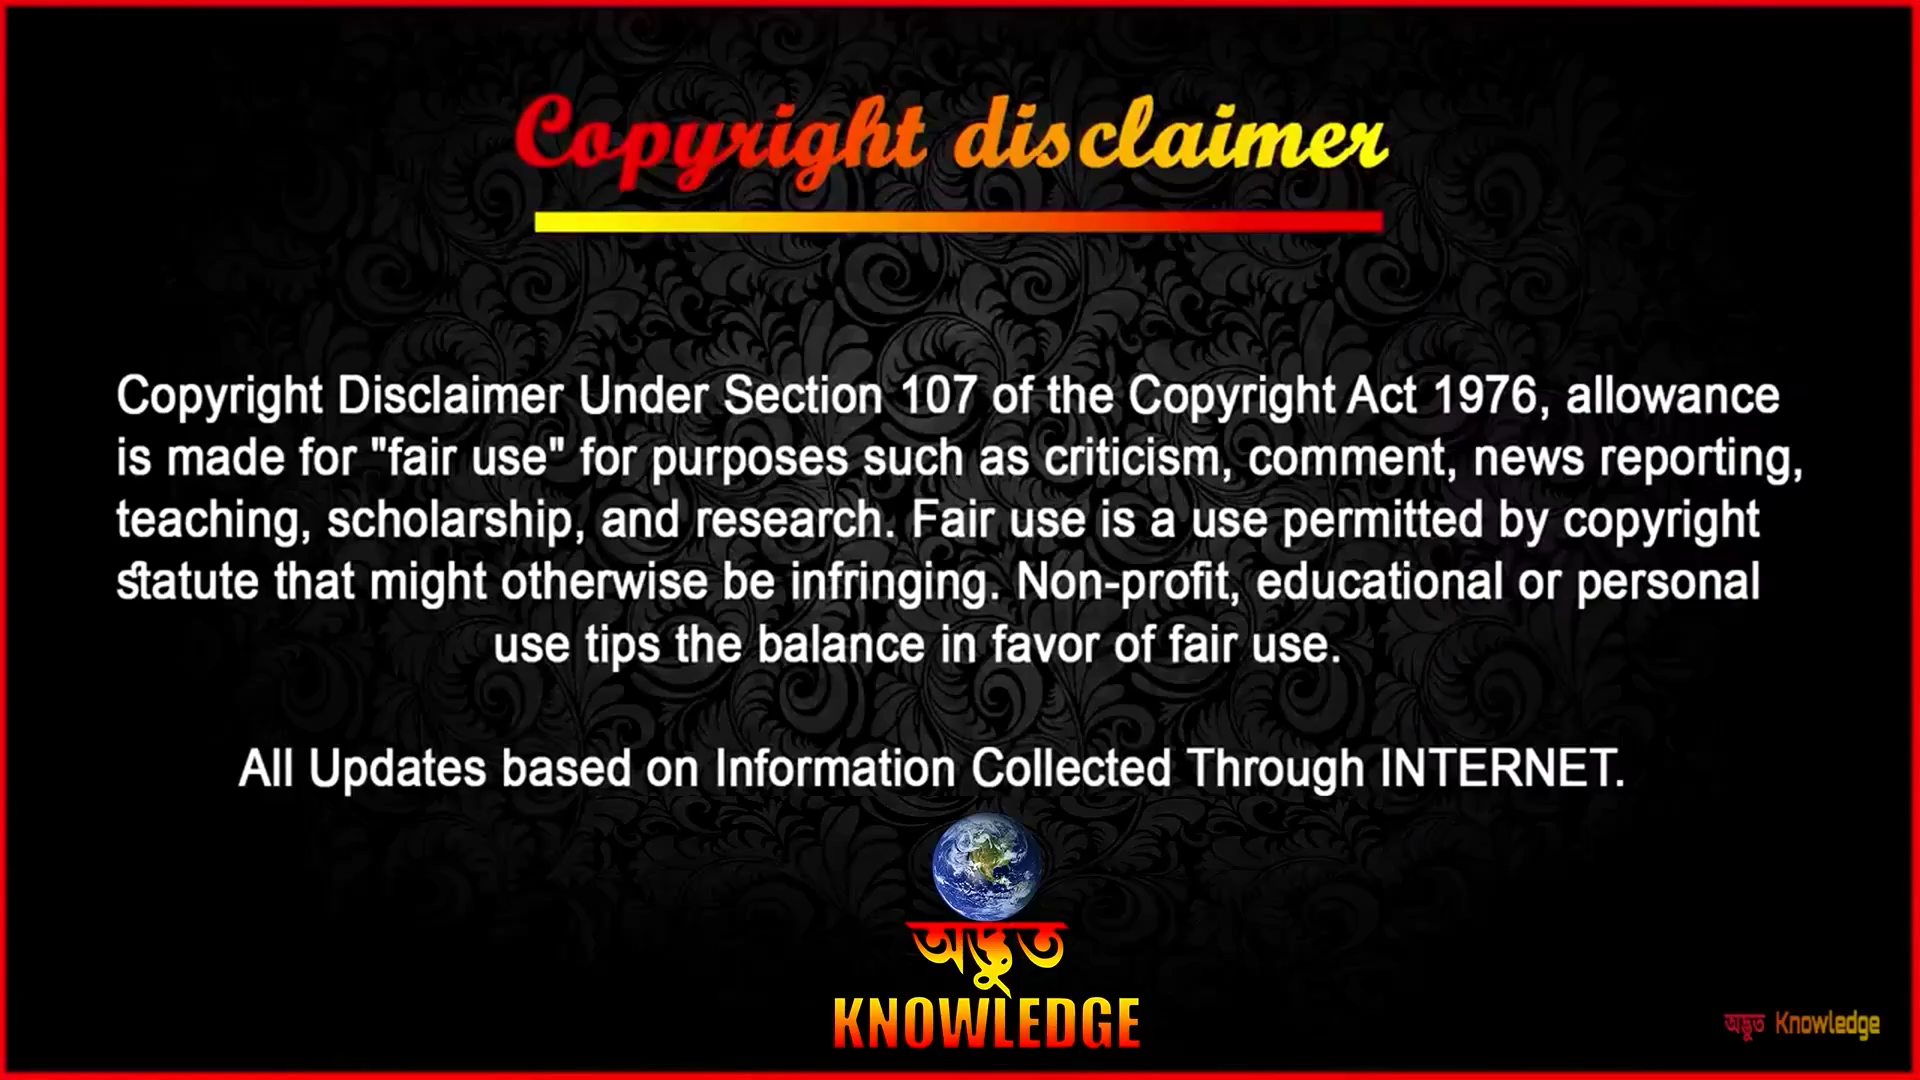 Copyright disclaimer
Copyright Disclaimer Under Section 107 of the Copyright Act 1976, allowance
is made for "fair use" for purposes such as criticism, comment, news reporting,
teaching, scholarship, and research. Fair use is a use permitted by copyright
statute that might otherwise be infringing. Non-profit, educational or personal
use tips the balance in favor of fair use.
All Updates based on Information Collected Through INTERNET.
অদ্ভুত
KNOWLEDGE
অদ্ভুত Knowledge